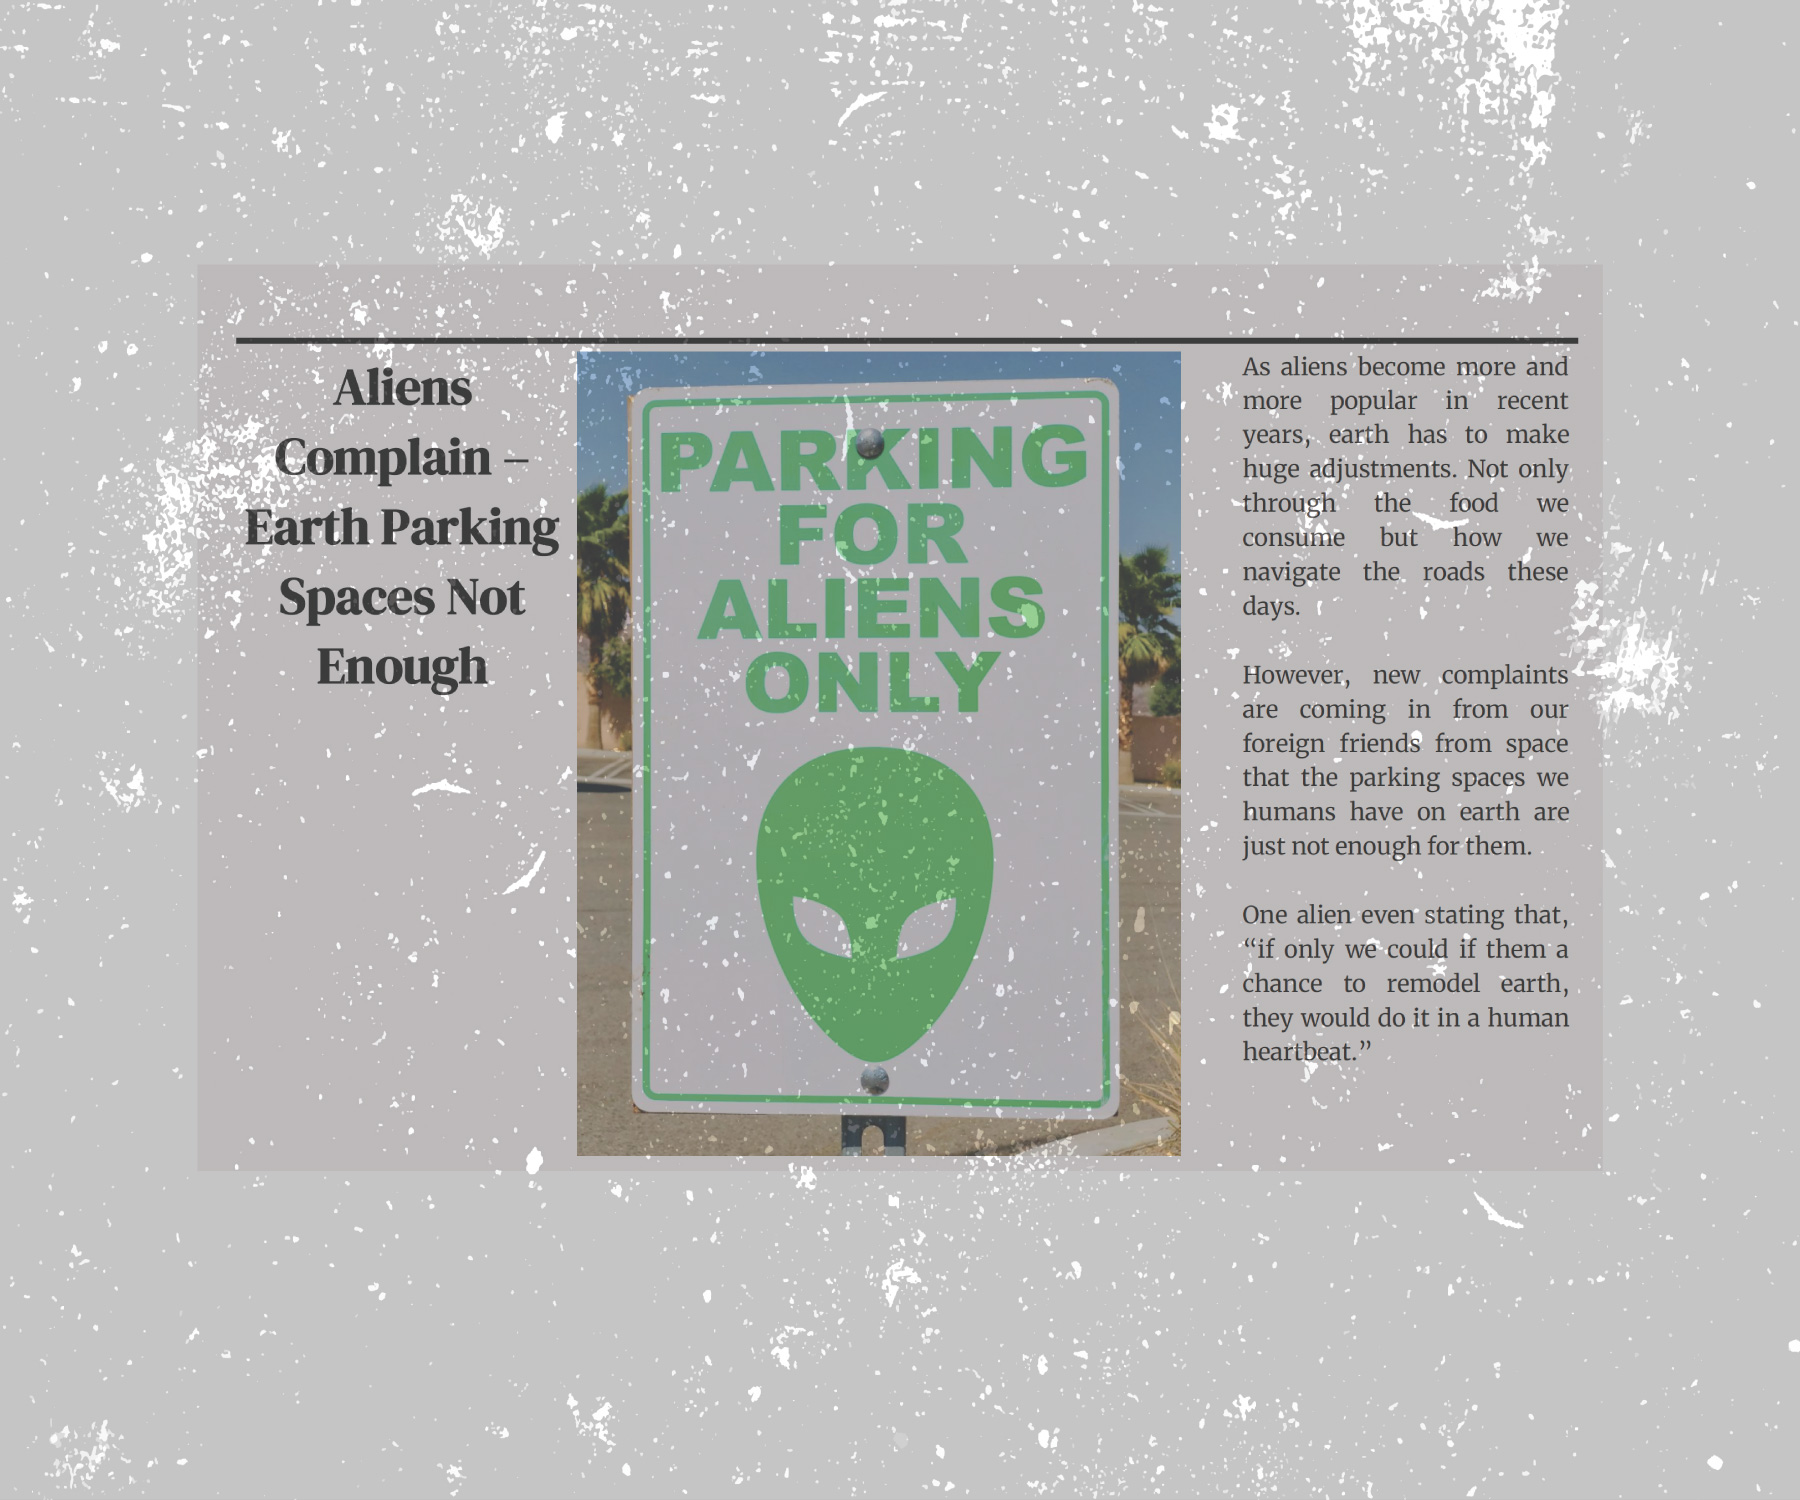 Aliens
Complain –
Earth Parking
Spaces Not
Enough
PARKING
FOR
ALIENS
ONLY
As aliens become more and
more popular in recent
years, earth has to make
huge adjustments. Not only
through the food we
consume but how we
navigate the roads these
days.
However, new complaints
are coming in from our
foreign friends from space
that the parking spaces we
humans have on earth are
just not enough for them.
One alien even stating that,
“if only we could if them a
chance to remodel earth,
they would do it in a human
heartbeat.”